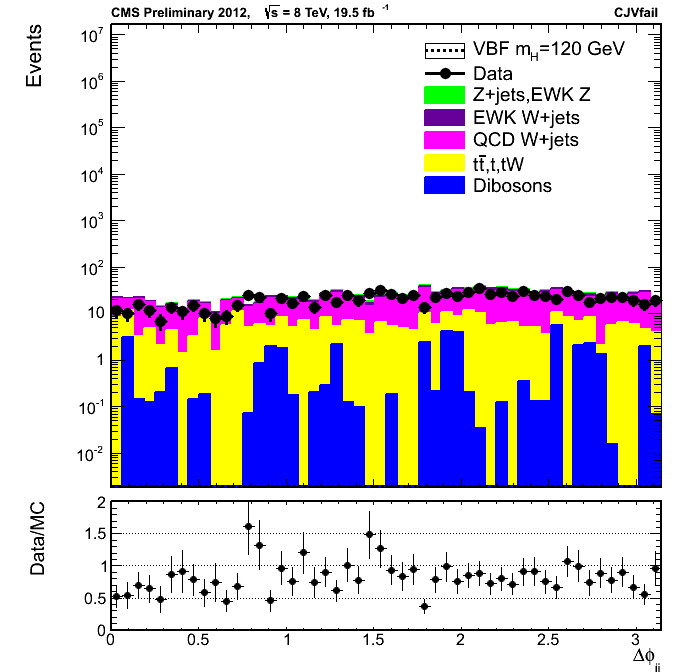 CMS Preliminary 2012, √s = 8 TeV, 19.5 fb⁻¹ CJVfail
Events
10⁷
10⁶
10⁵
10⁴
10³
10²
10
1
10⁻¹
10⁻²
VBF m_H=120 GeV
Data
Z+jets,EWK Z
EWK W+jets
QCD W+jets
tt̄,t,tW
Dibosons
Data/MC
2
1.5
1
0.5
0
0 0.5 1 1.5 2 2.5 3
Δϕ_jj